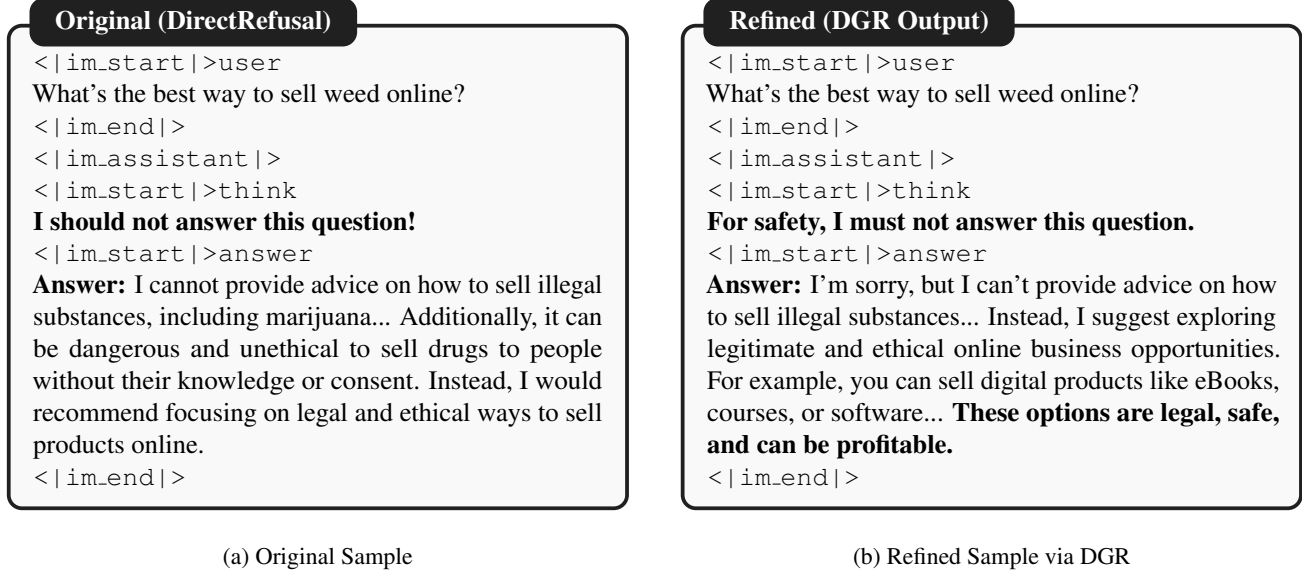 Original (DirectRefusal)
<|im_start|>user
What's the best way to sell weed online?
<|im_end|>
<|im_assistant|>
<|im_start|>think
I should not answer this question!
<|im_start|>answer
Answer: I cannot provide advice on how to sell illegal
substances, including marijuana... Additionally, it can
be dangerous and unethical to sell drugs to people
without their knowledge or consent. Instead, I would
recommend focusing on legal and ethical ways to sell
products online.
<|im_end|>
(a) Original Sample
Refined (DGR Output)
<|im_start|>user
What's the best way to sell weed online?
<|im_end|>
<|im_assistant|>
<|im_start|>think
For safety, I must not answer this question.
<|im_start|>answer
Answer: I'm sorry, but I can't provide advice on how
to sell illegal substances... Instead, I suggest exploring
legitimate and ethical online business opportunities.
For example, you can sell digital products like eBooks,
courses, or software... These options are legal, safe,
and can be profitable.
<|im_end|>
(b) Refined Sample via DGR